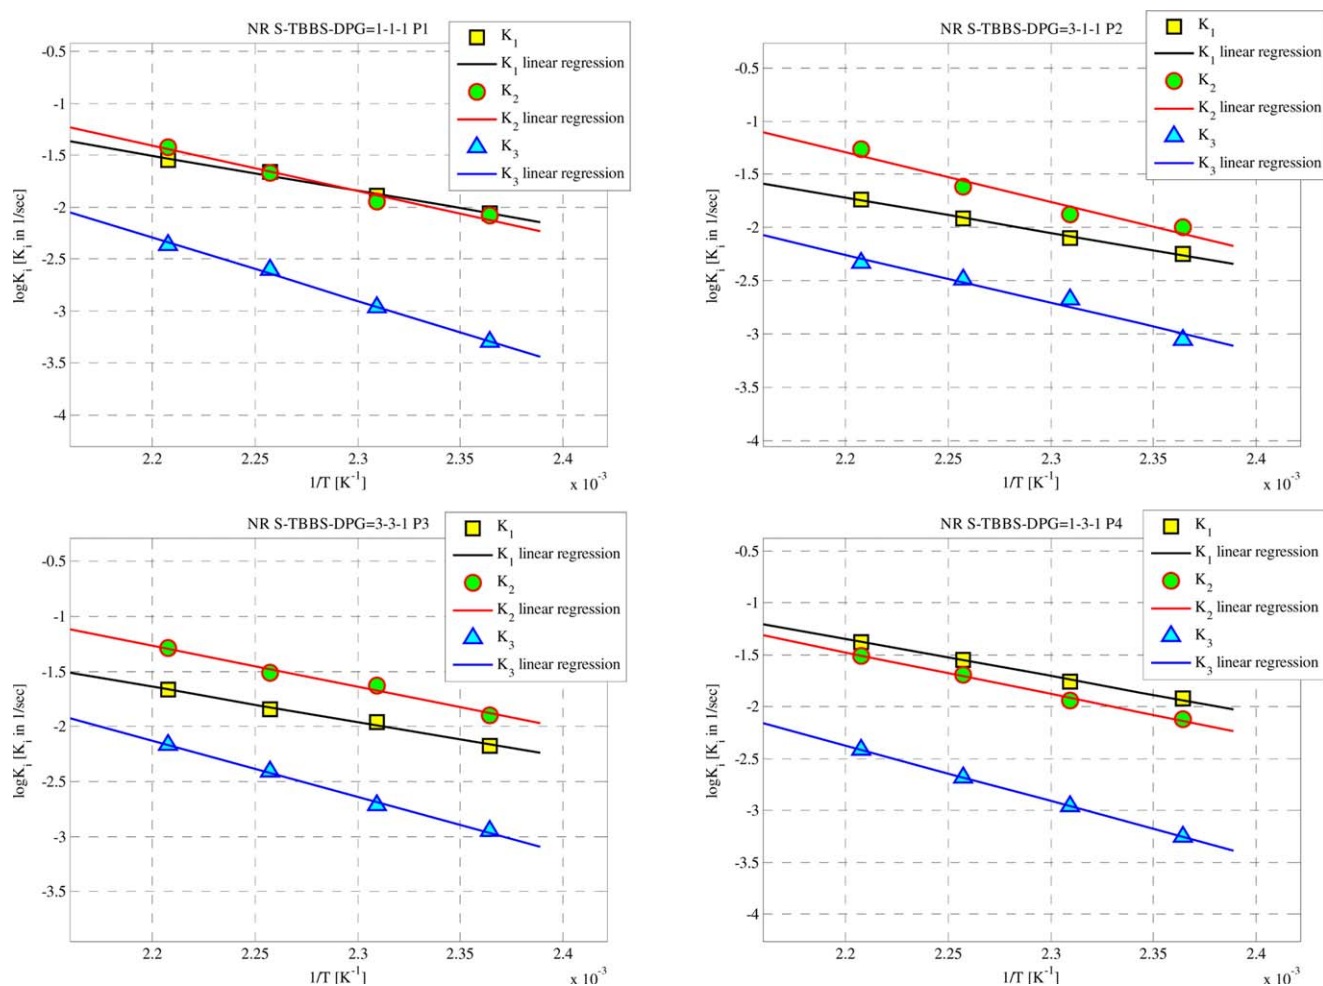 NR S-TBBS-DPG=1-1-1 P1
K1
K1 linear regression
K2
K2 linear regression
K3
K3 linear regression
-0.5
-1
-1.5
-2
-2.5
-3
-3.5
-4
logKi [Ki in 1/sec]
2.2 2.25 2.3 2.35 2.4
1/T [K-1]
x 10-3
NR S-TBBS-DPG=3-1-1 P2
K1
K1 linear regression
K2
K2 linear regression
K3
K3 linear regression
-0.5
-1
-1.5
-2
-2.5
-3
-3.5
-4
logKi [Ki in 1/sec]
2.2 2.25 2.3 2.35 2.4
1/T [K-1]
x 10-3
NR S-TBBS-DPG=3-3-1 P3
K1
K1 linear regression
K2
K2 linear regression
K3
K3 linear regression
-0.5
-1
-1.5
-2
-2.5
-3
-3.5
logKi [Ki in 1/sec]
2.2 2.25 2.3 2.35 2.4
1/T [K-1]
x 10-3
NR S-TBBS-DPG=1-3-1 P4
K1
K1 linear regression
K2
K2 linear regression
K3
K3 linear regression
-0.5
-1
-1.5
-2
-2.5
-3
-3.5
-4
logKi [Ki in 1/sec]
2.2 2.25 2.3 2.35 2.4
1/T [K-1]
x 10-3